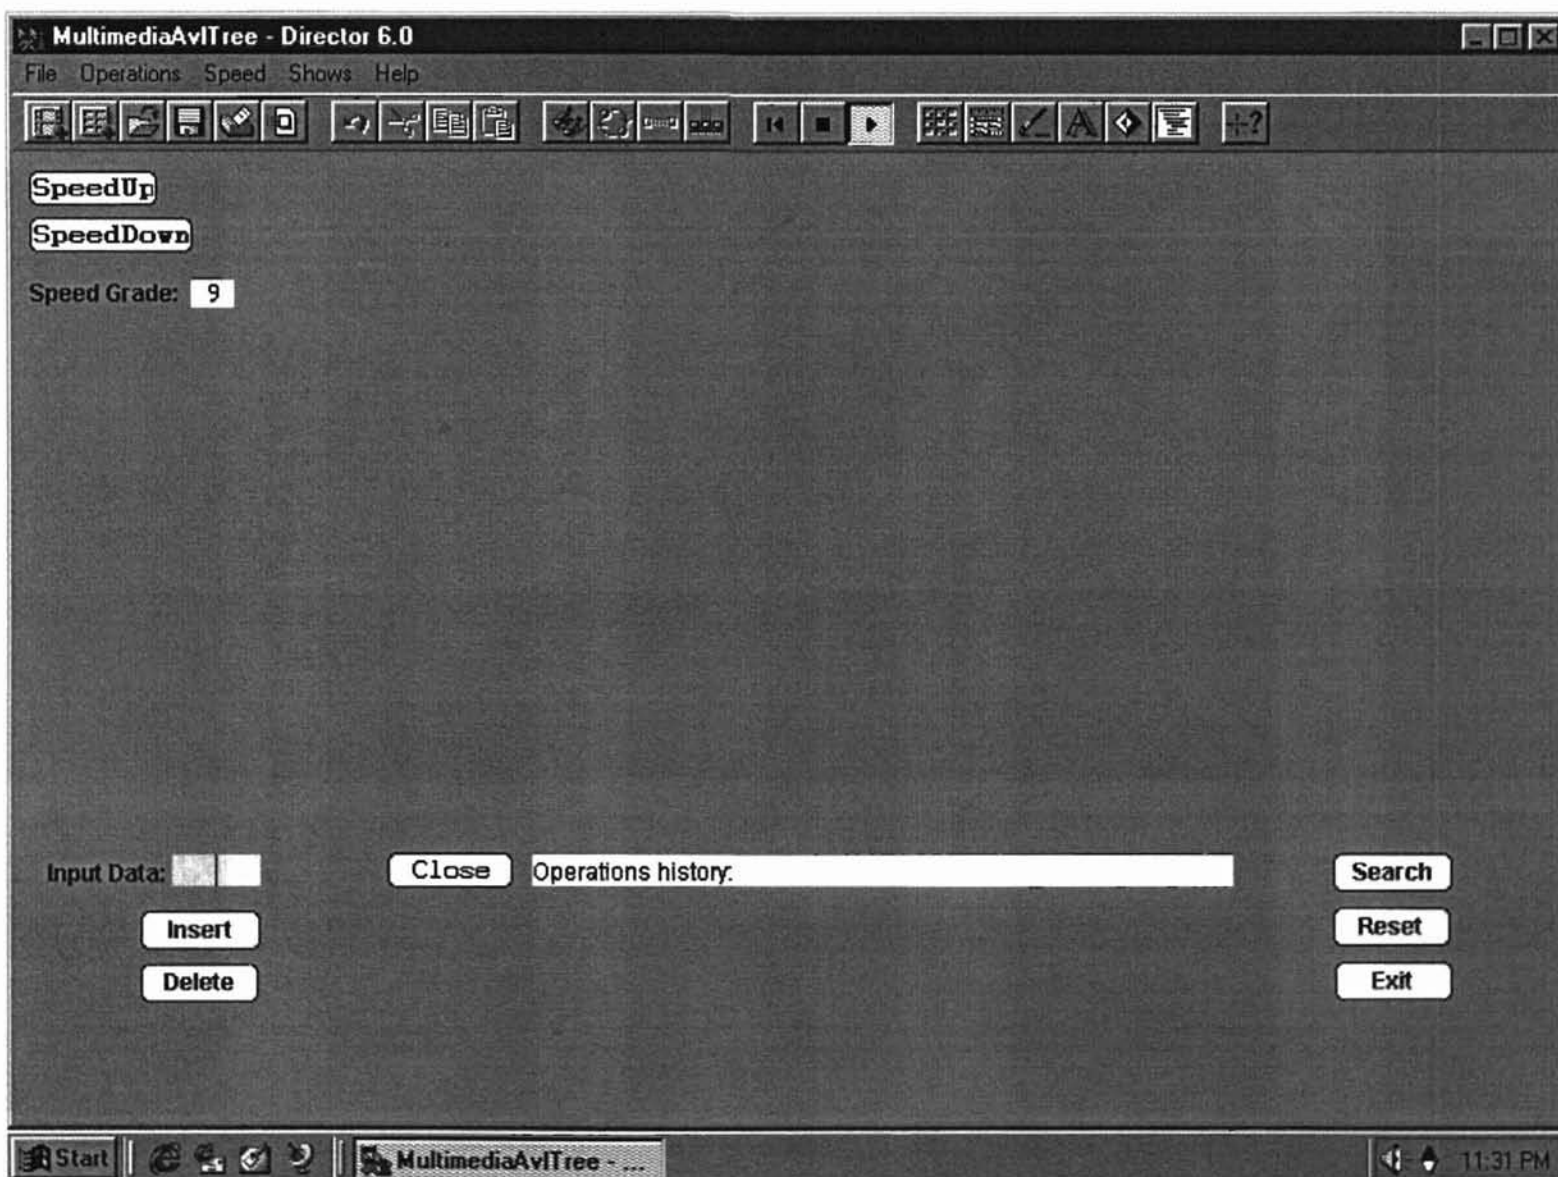 MultimediaAvlTree - Director 6.0
File Operations Speed Shows Help
SpeedUp
SpeedDown
Speed Grade: 9
Input Data:
Close
Operations history:
Search
Insert
Reset
Delete
Exit
Start
MultimediaAvlTree - ...
11:31 PM